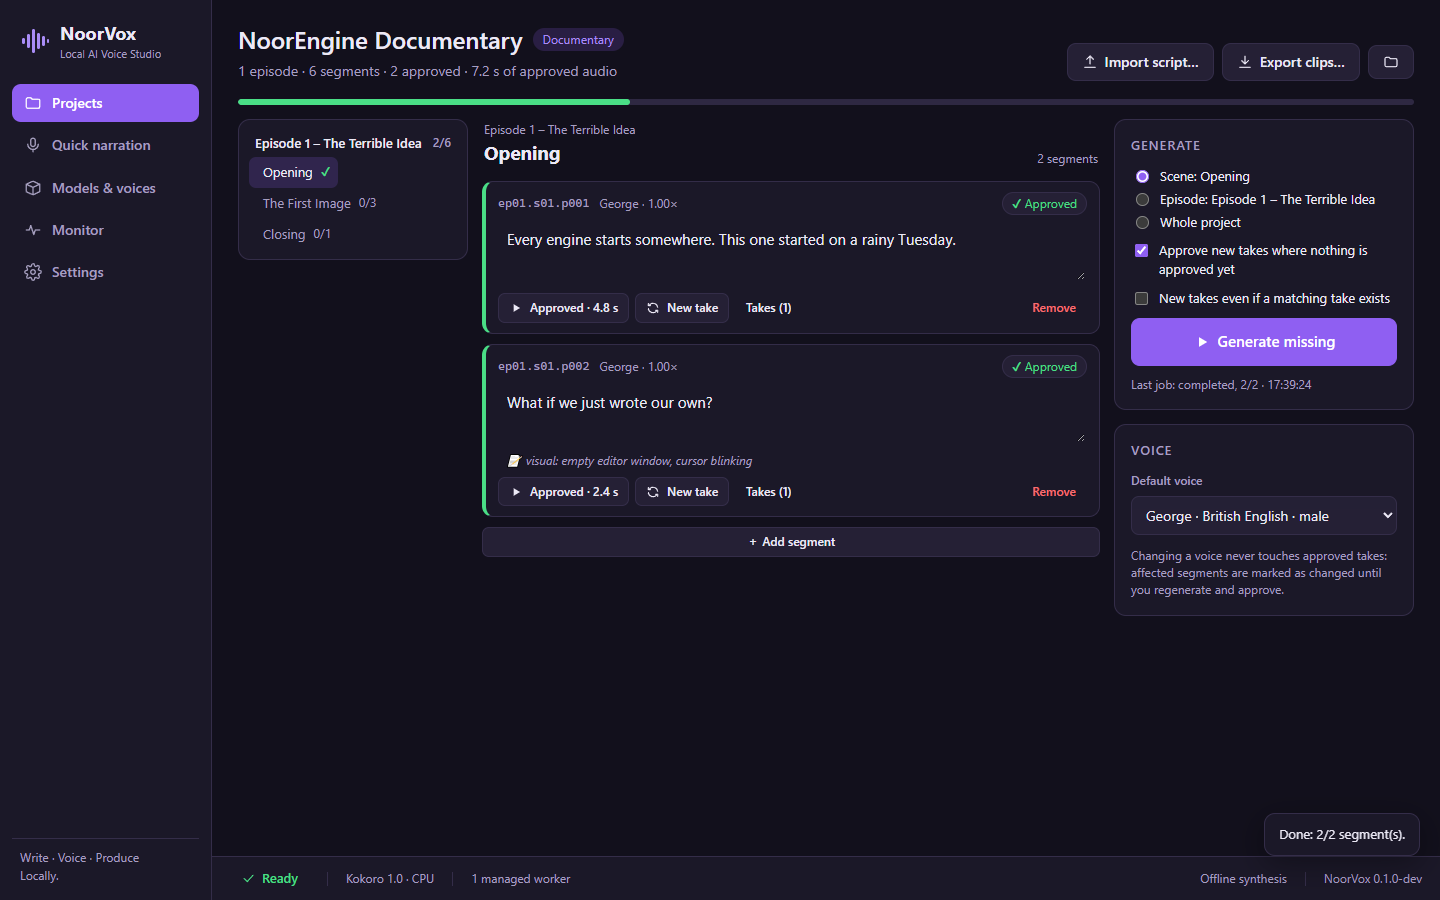 NoorVox
Local AI Voice Studio
Projects
Quick narration
Models & voices
Monitor
Settings
Write · Voice · Produce
Locally.
NoorEngine Documentary
Documentary
1 episode · 6 segments · 2 approved · 7.2 s of approved audio
Import script...
Export clips...
Episode 1 – The Terrible Idea 2/6
Opening ✓
The First Image 0/3
Closing 0/1
Episode 1 – The Terrible Idea
Opening
2 segments
ep01.s01.p001 George · 1.00×
✓ Approved
Every engine starts somewhere. This one started on a rainy Tuesday.
Approved · 4.8 s
New take
Takes (1)
Remove
ep01.s01.p002 George · 1.00×
✓ Approved
What if we just wrote our own?
visual: empty editor window, cursor blinking
Approved · 2.4 s
New take
Takes (1)
Remove
+ Add segment
GENERATE
Scene: Opening
Episode: Episode 1 – The Terrible Idea
Whole project
Approve new takes where nothing is
approved yet
New takes even if a matching take exists
Generate missing
Last job: completed, 2/2 · 17:39:24
VOICE
Default voice
George · British English · male
Changing a voice never touches approved takes:
affected segments are marked as changed until
you regenerate and approve.
Done: 2/2 segment(s).
Ready
Kokoro 1.0 · CPU
1 managed worker
Offline synthesis
NoorVox 0.1.0-dev